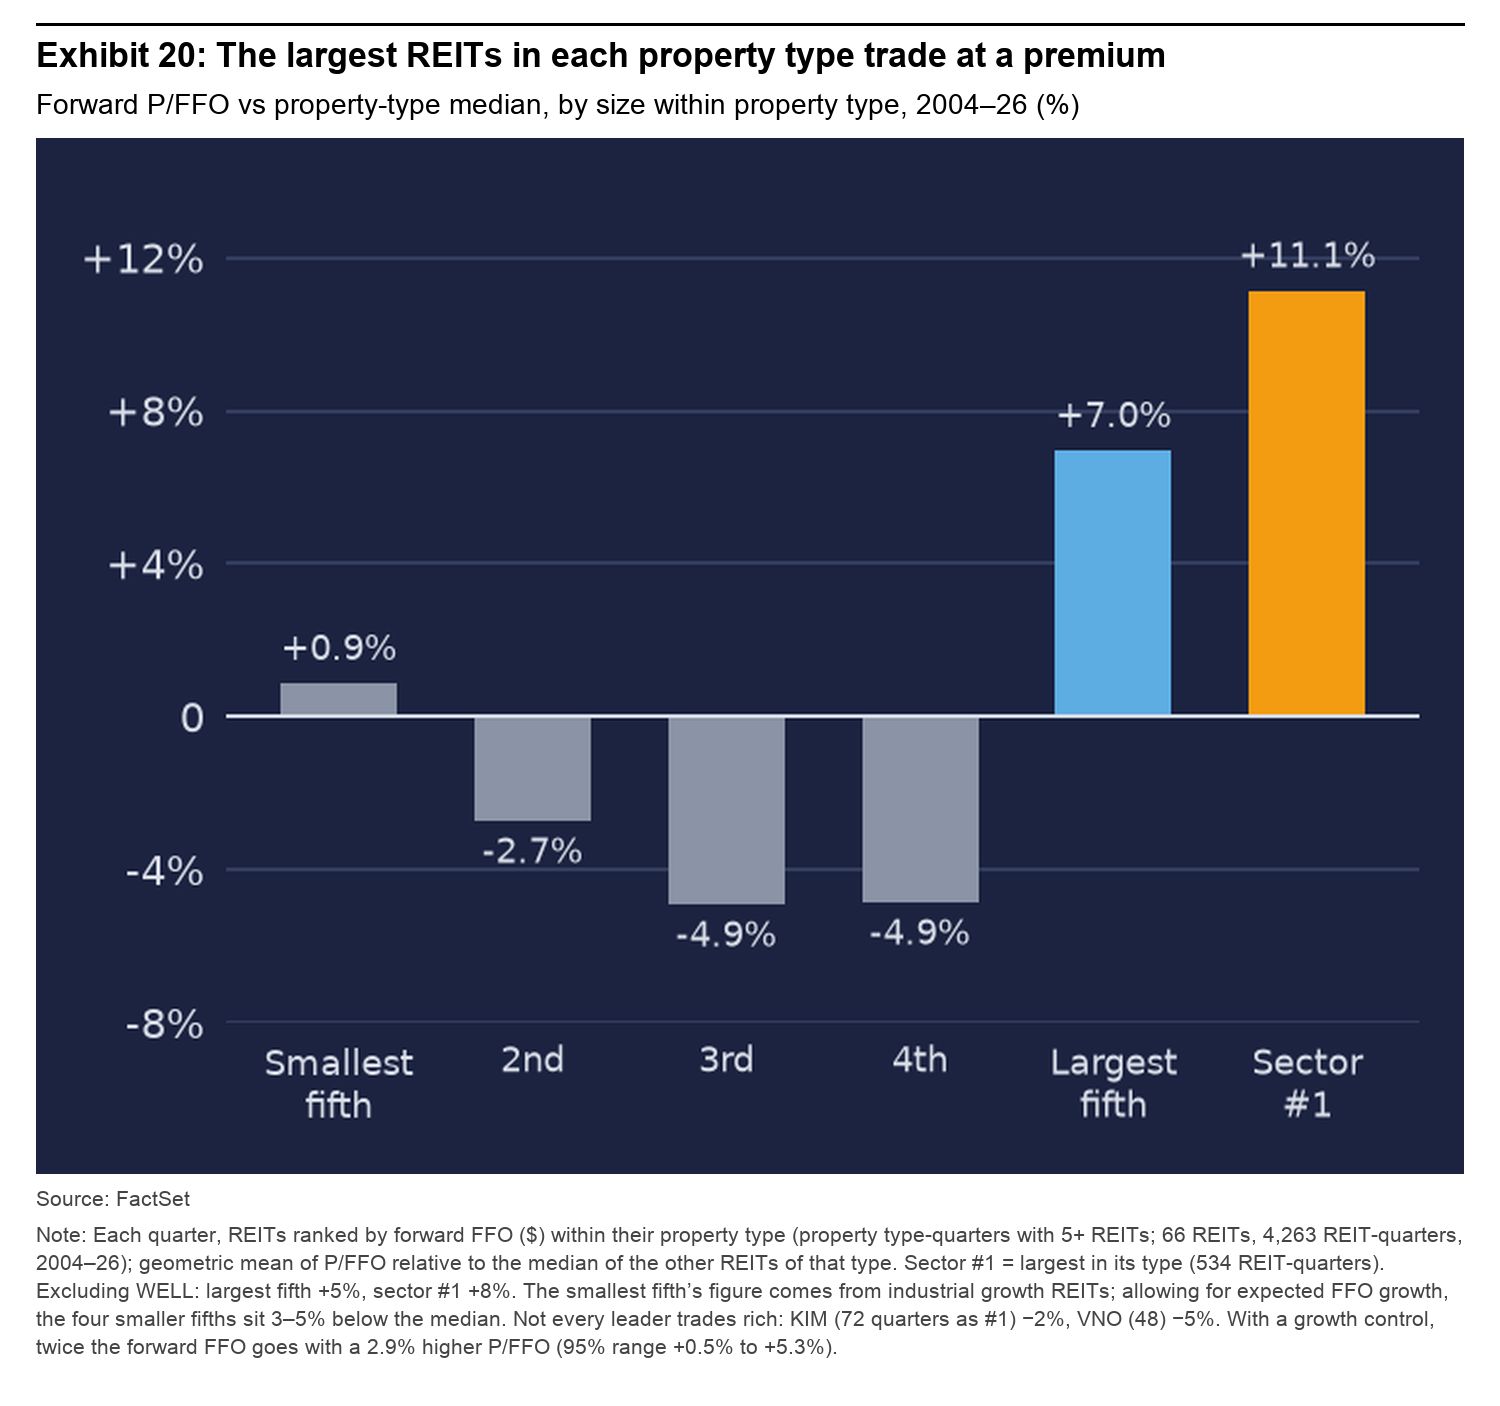 Exhibit 20: The largest REITs in each property type trade at a premium
Forward P/FFO vs property-type median, by size within property type, 2004–26 (%)
+12%
+8%
+4%
0
-4%
-8%
+0.9%
-2.7%
-4.9%
-4.9%
+7.0%
+11.1%
Smallest
fifth
2nd
3rd
4th
Largest
fifth
Sector
#1
Source: FactSet
Note: Each quarter, REITs ranked by forward FFO ($) within their property type (property type-quarters with 5+ REITs; 66 REITs, 4,263 REIT-quarters,
2004–26); geometric mean of P/FFO relative to the median of the other REITs of that type. Sector #1 = largest in its type (534 REIT-quarters).
Excluding WELL: largest fifth +5%, sector #1 +8%. The smallest fifth’s figure comes from industrial growth REITs; allowing for expected FFO growth,
the four smaller fifths sit 3–5% below the median. Not every leader trades rich: KIM (72 quarters as #1) −2%, VNO (48) −5%. With a growth control,
twice the forward FFO goes with a 2.9% higher P/FFO (95% range +0.5% to +5.3%).